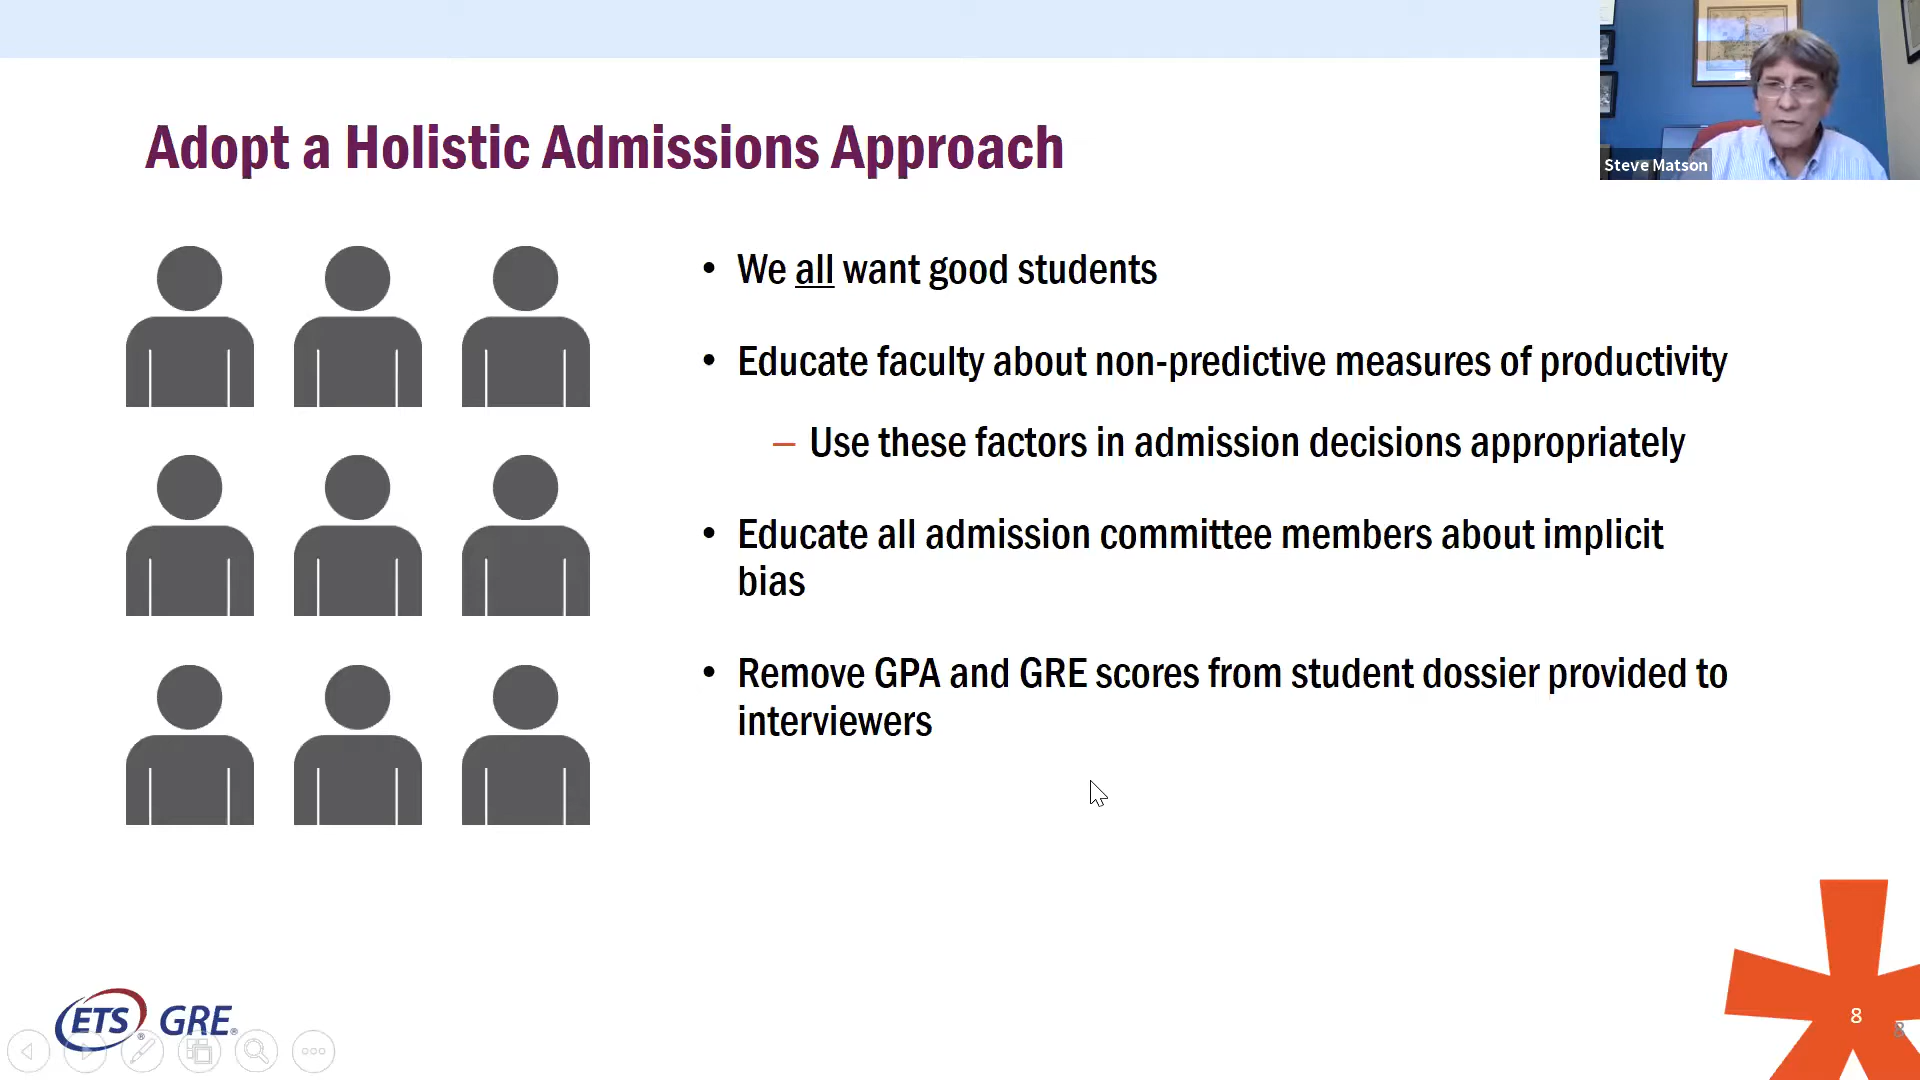 Adopt a Holistic Admissions Approach
Steve Matson
• We all want good students
• Educate faculty about non-predictive measures of productivity
– Use these factors in admission decisions appropriately
• Educate all admission committee members about implicit
bias
• Remove GPA and GRE scores from student dossier provided to
interviewers
ETS® GRE®
8
8